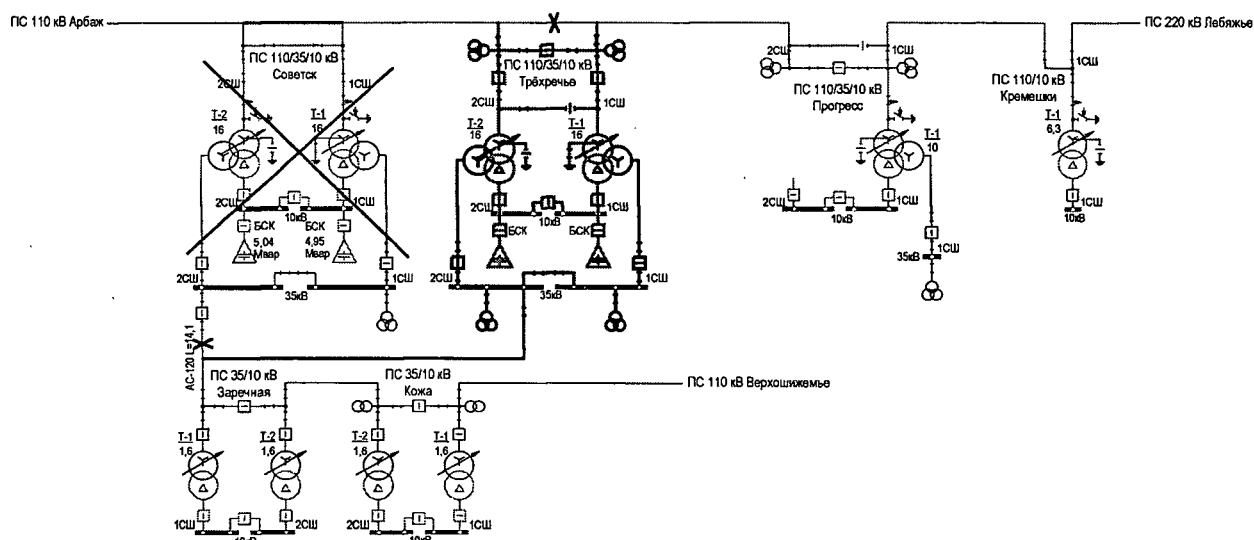 ПС 110 кВ Арбаж
ПС 220 кВ Лебяжье
ПС 110/35/10 кВ
Советск
2СШ
1СШ
Т-2
16
Т-1
16
2СШ
1СШ
10кВ
БСК
5,04
Мвар
БСК
4,95
Мвар
2СШ
1СШ
35кВ
ПС 110/35/10 кВ
Трёхречье
2СШ
1СШ
Т-2
16
Т-1
16
2СШ
1СШ
10кВ
БСК
БСК
2СШ
1СШ
35кВ
2СШ
1СШ
ПС 110/35/10 кВ
Прогресс
Т-1
10
2СШ
1СШ
10кВ
1СШ
35кВ
1СШ
ПС 110/10 кВ
Кремешки
Т-1
6,3
1СШ
10кВ
АС-120 L=14,1
ПС 35/10 кВ
Заречная
Т-1
1,6
Т-2
1,6
1СШ
2СШ
10кВ
ПС 35/10 кВ
Кожа
Т-2
1,6
Т-1
1,6
2СШ
1СШ
10кВ
ПС 110 кВ Верхошижемье